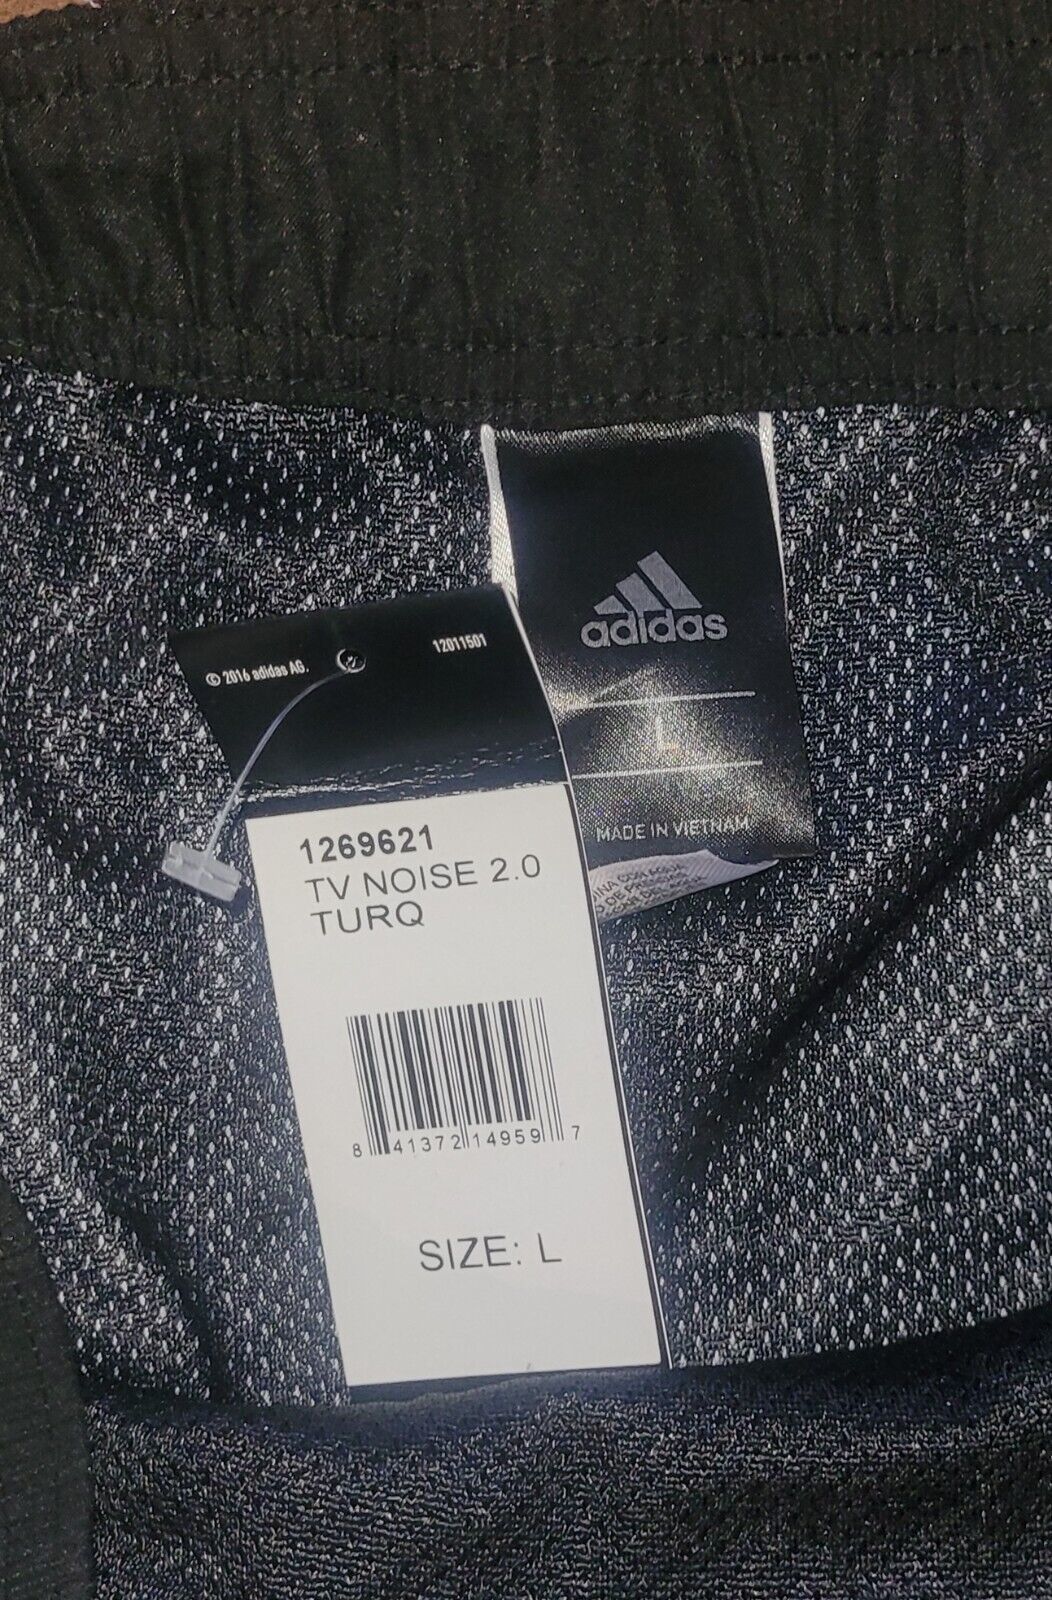 adidas
L
MADE IN VIETNAM
© 2016 adidas AG.
12011501
1269621
TV NOISE 2.0
TURQ
8 41372 14959 7
SIZE: L